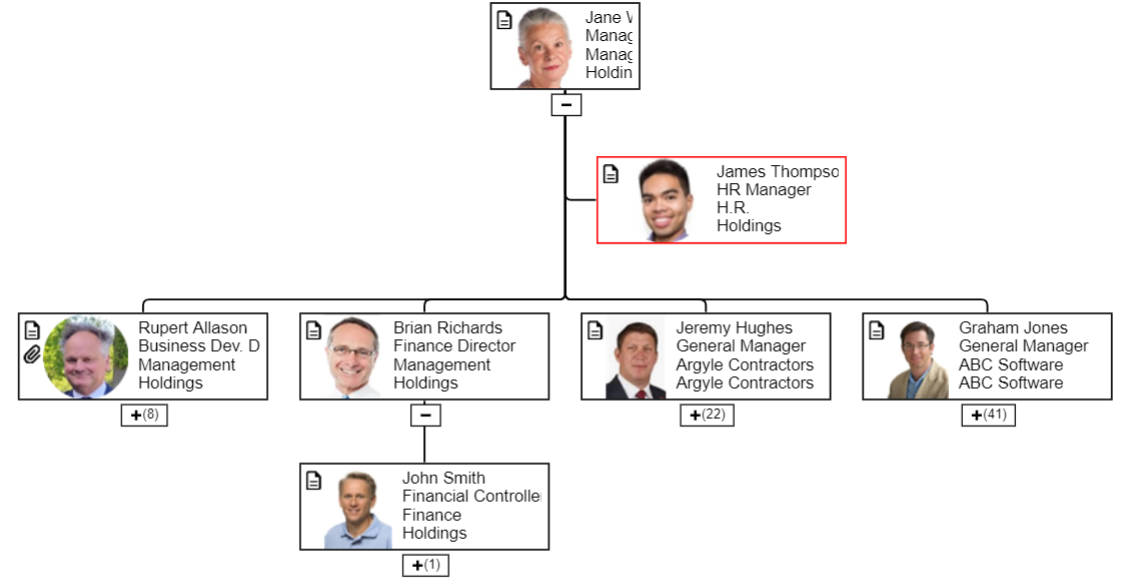 Jane
Manag
Manag
Holdin
James Thompso
HR Manager
H.R.
Holdings
Rupert Allason
Business Dev. D
Management
Holdings
+(8)
Brian Richards
Finance Director
Management
Holdings
Jeremy Hughes
General Manager
Argyle Contractors
Argyle Contractors
+(22)
Graham Jones
General Manager
ABC Software
ABC Software
+(41)
John Smith
Financial Controlle
Finance
Holdings
+(1)